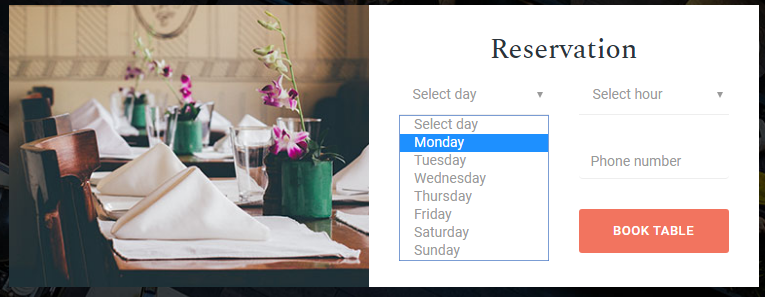 Reservation
Select day
Select hour
Select day
Monday
Tuesday
Wednesday
Thursday
Friday
Saturday
Sunday
Phone number
BOOK TABLE